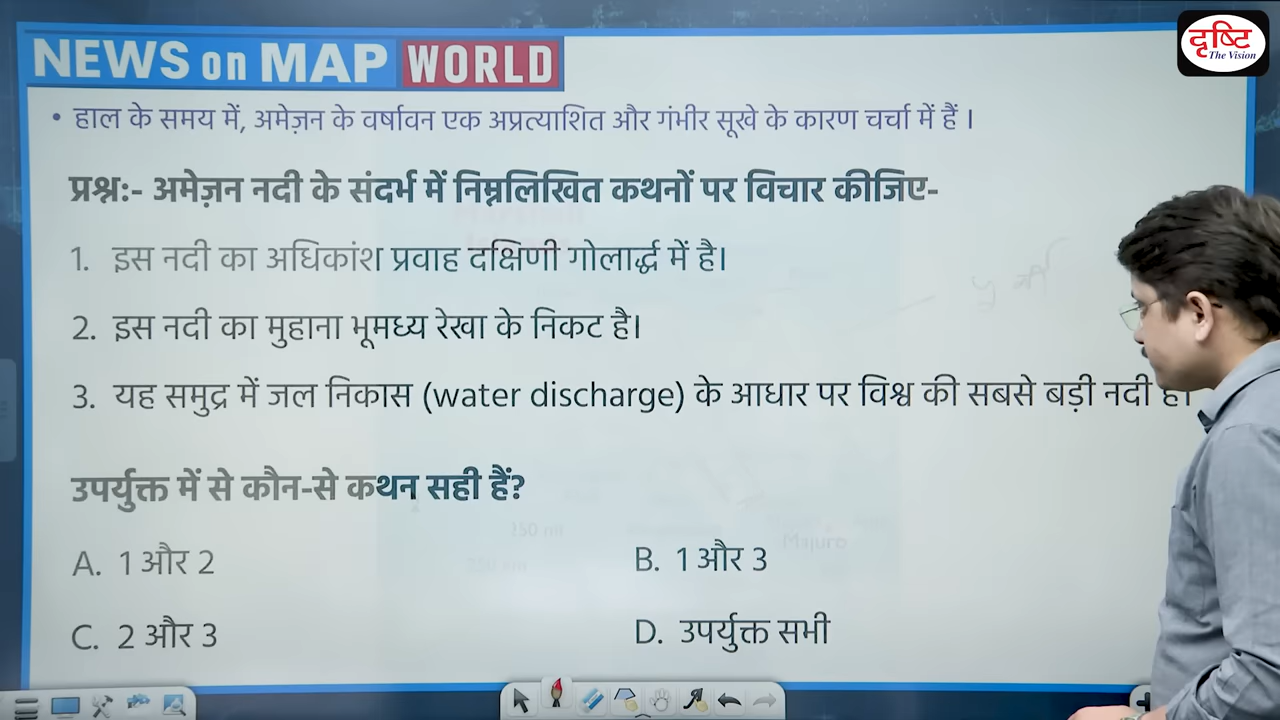 NEWS on MAP WORLD
दृष्टि
The Vision
• हाल के समय में, अमेज़न के वर्षावन एक अप्रत्याशित और गंभीर सूखे के कारण चर्चा में हैं ।
प्रश्न:- अमेज़न नदी के संदर्भ में निम्नलिखित कथनों पर विचार कीजिए-
1. इस नदी का अधिकांश प्रवाह दक्षिणी गोलार्द्ध में है।
2. इस नदी का मुहाना भूमध्य रेखा के निकट है।
3. यह समुद्र में जल निकास (water discharge) के आधार पर विश्व की सबसे बड़ी नदी है।
उपर्युक्त में से कौन-से कथन सही हैं?
150 mi
Majuro
A. 1 और 2
B. 1 और 3
C. 2 और 3
D. उपर्युक्त सभी